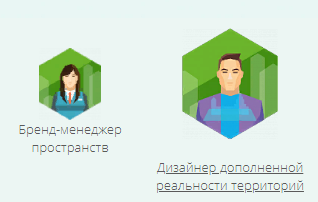 Бренд-менеджер
пространств
Дизайнер дополненной
реальности территорий